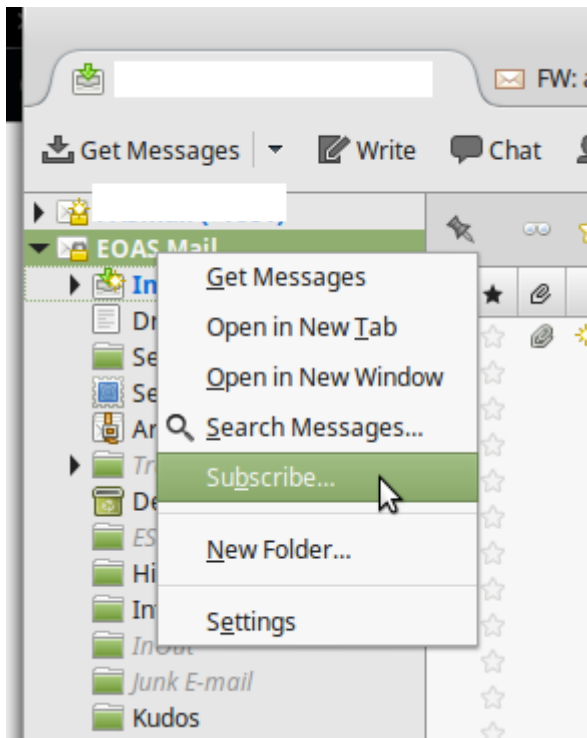 FW:
Get Messages
Write
Chat
EOAS Mail
Get Messages
Open in New Tab
Open in New Window
Search Messages...
Subscribe...
New Folder...
Settings
In
Dr
Se
Se
Ar
Tr
De
ES
Hi
In
Junk E-mail
Kudos